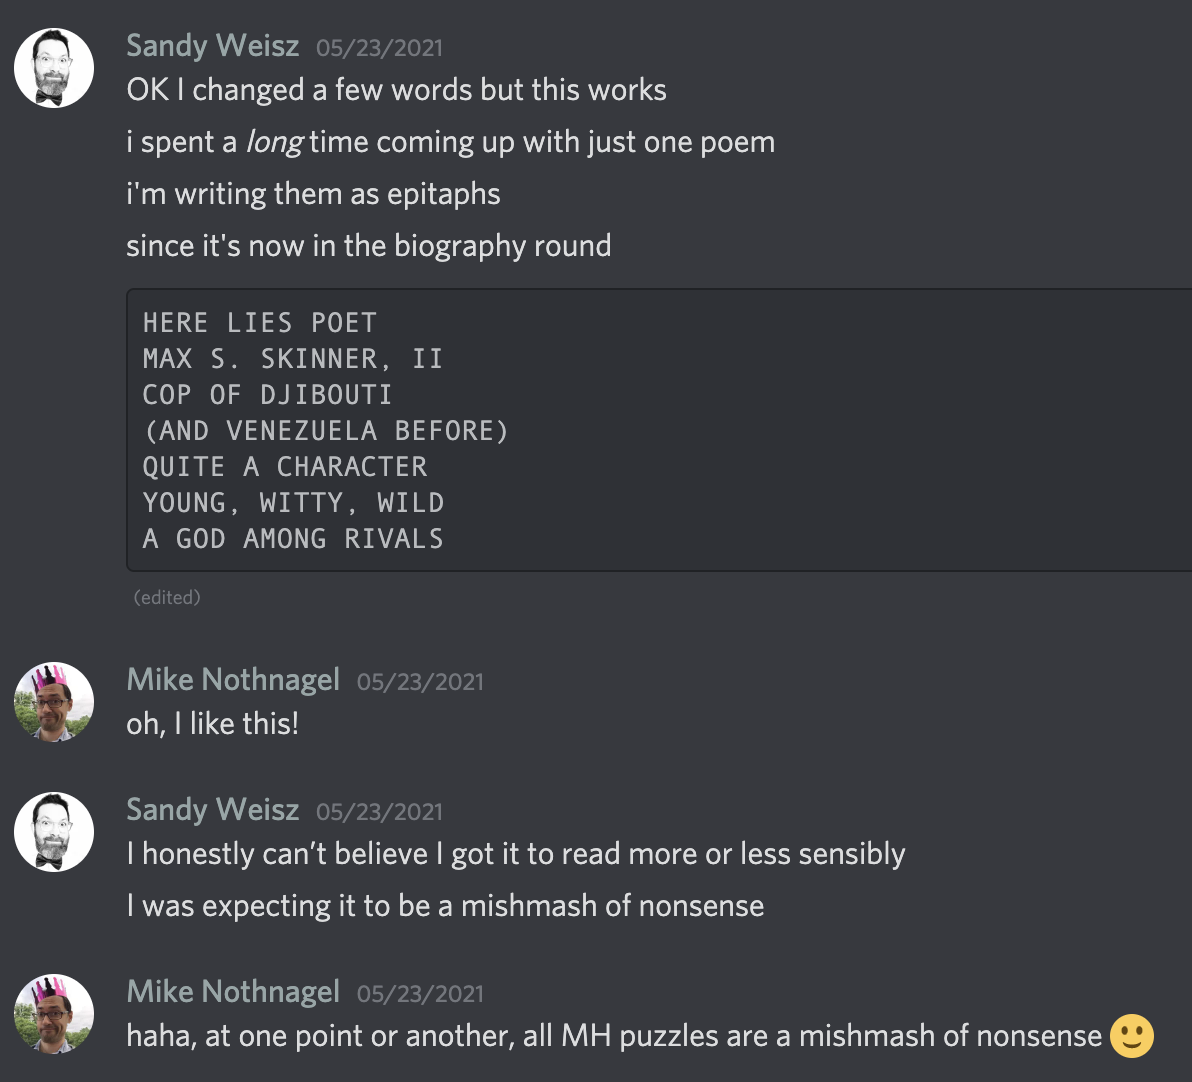 Sandy Weisz 05/23/2021
OK I changed a few words but this works
i spent a long time coming up with just one poem
i'm writing them as epitaphs
since it's now in the biography round
HERE LIES POET
MAX S. SKINNER, II
COP OF DJIBOUTI
(AND VENEZUELA BEFORE)
QUITE A CHARACTER
YOUNG, WITTY, WILD
A GOD AMONG RIVALS
(edited)
Mike Nothnagel 05/23/2021
oh, I like this!
Sandy Weisz 05/23/2021
I honestly can’t believe I got it to read more or less sensibly
I was expecting it to be a mishmash of nonsense
Mike Nothnagel 05/23/2021
haha, at one point or another, all MH puzzles are a mishmash of nonsense 🙂